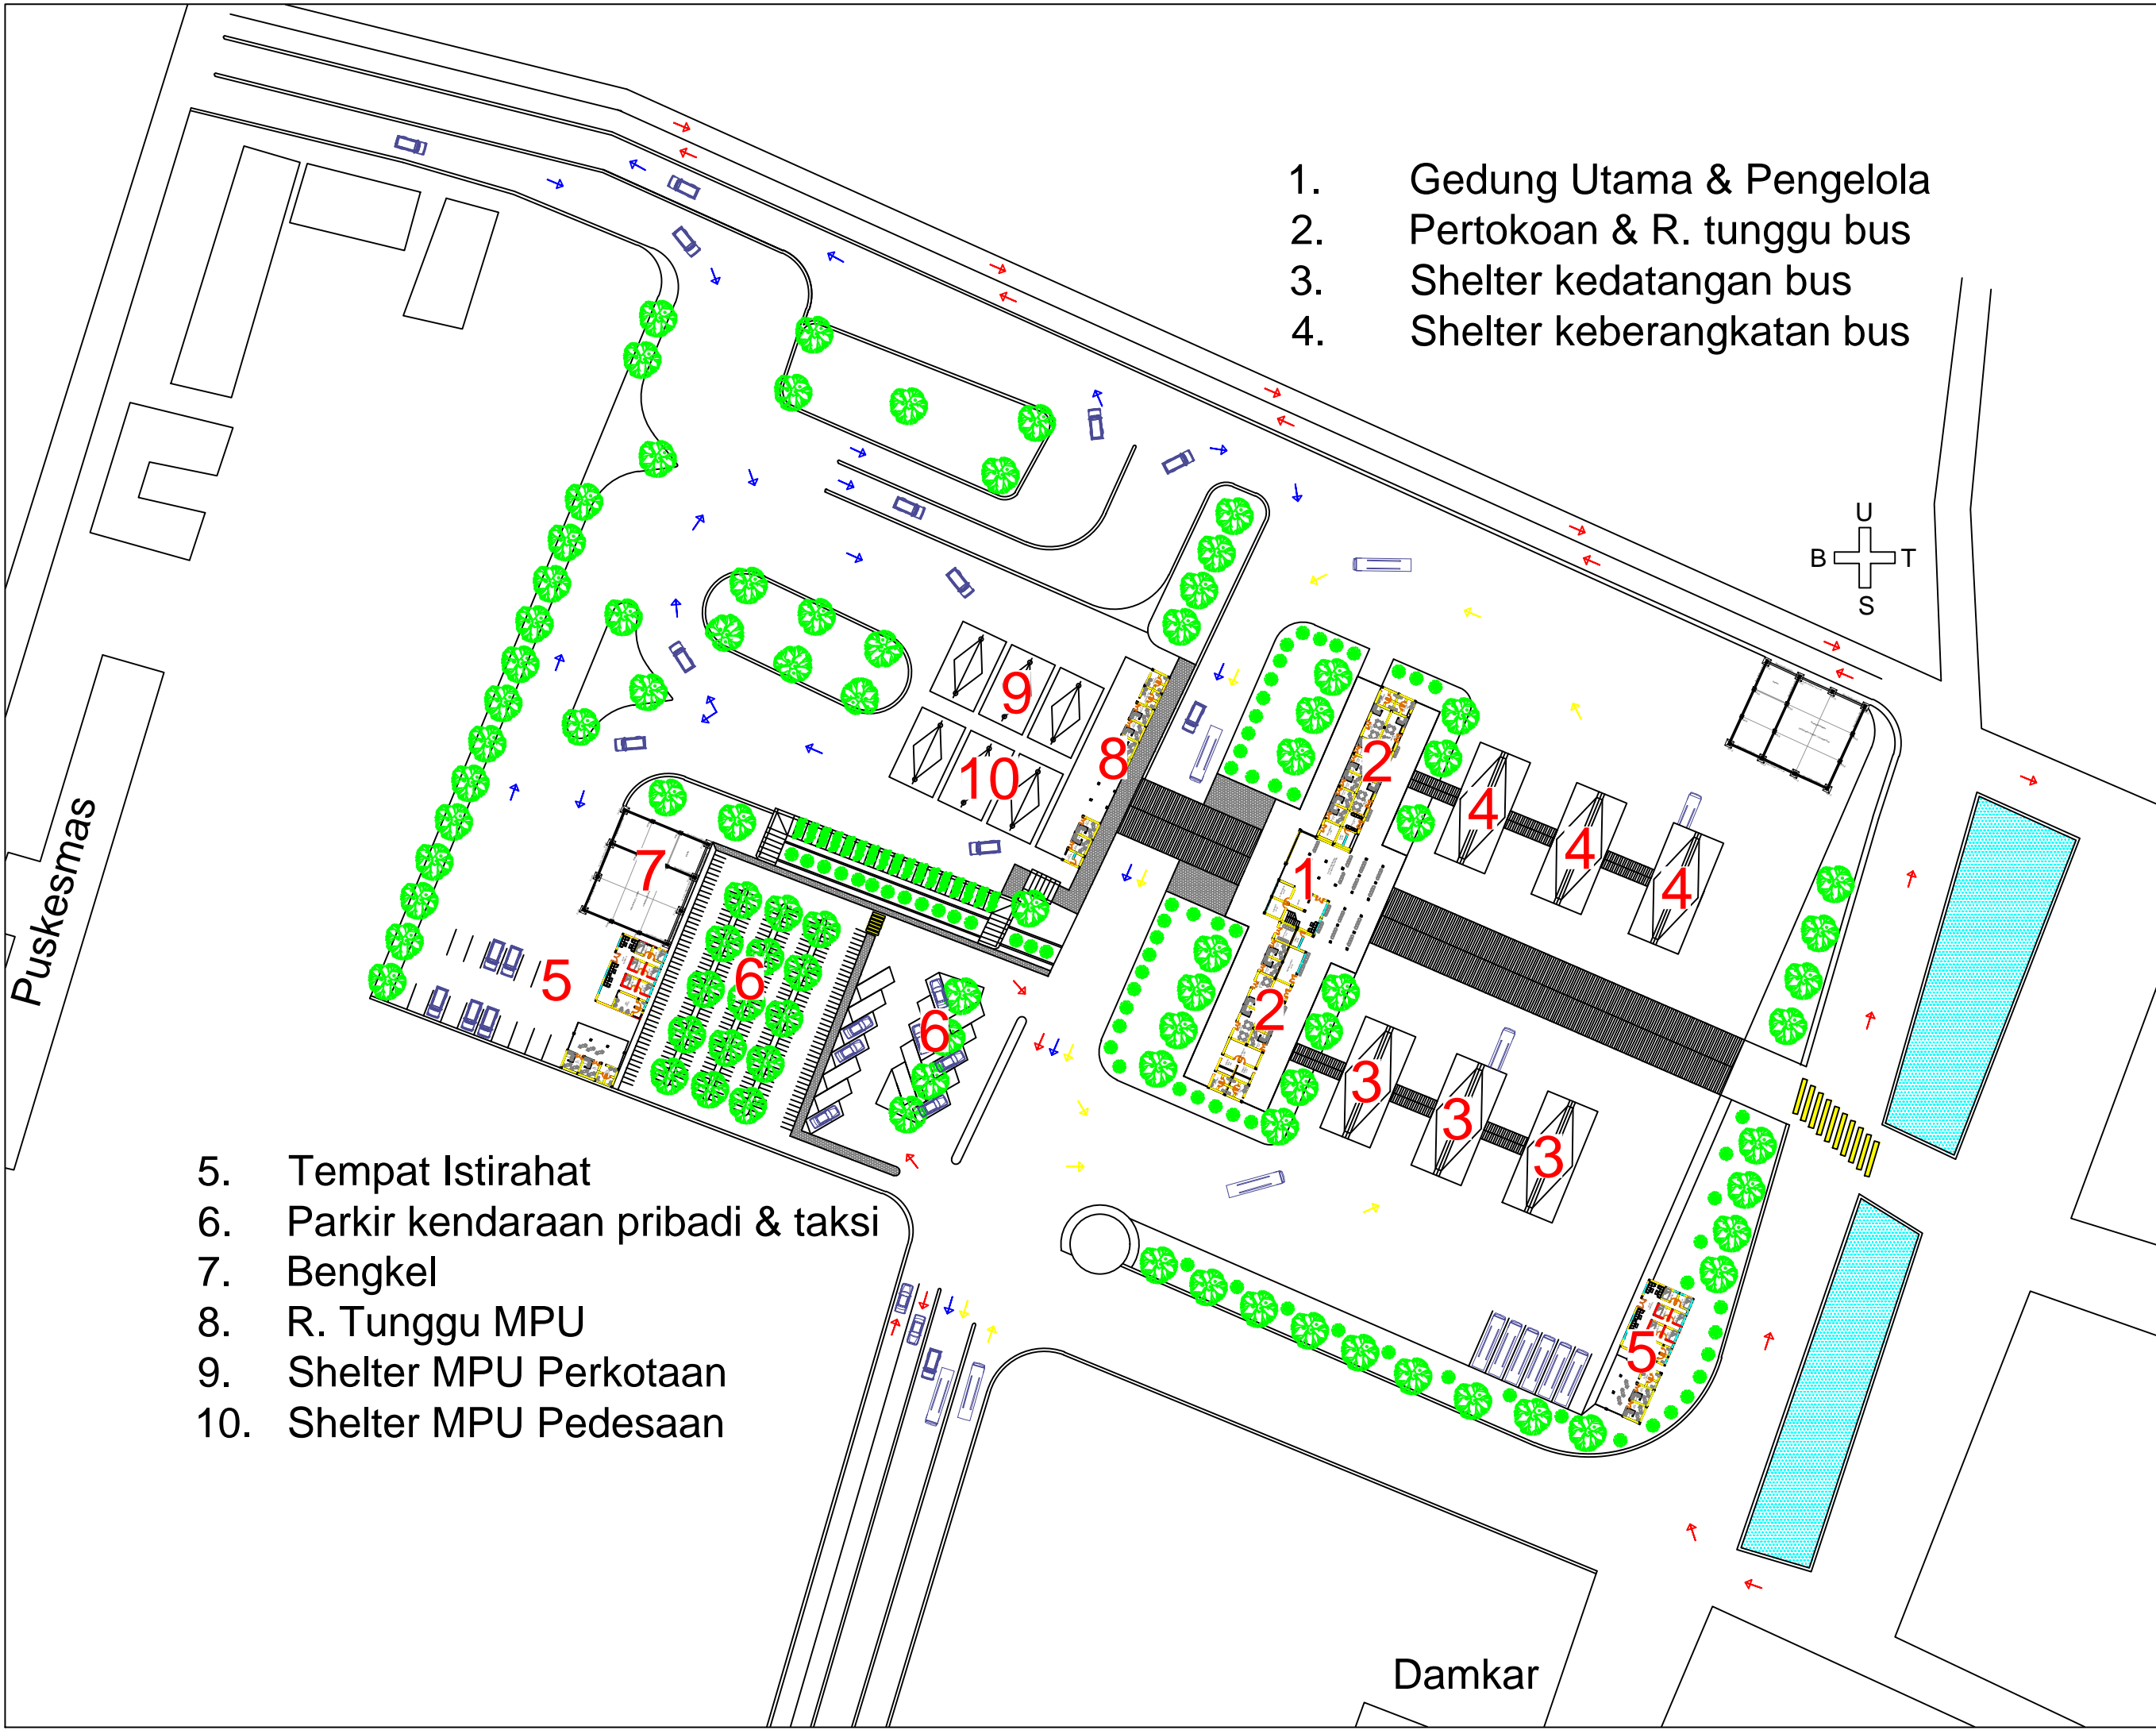 1. Gedung Utama & Pengelola
2. Pertokoan & R. tunggu bus
3. Shelter kedatangan bus
4. Shelter keberangkatan bus
U
B T
S
9
8
2
10
4
7
4
1
4
Puskesmas
5
6
2
6
3
3
3
5. Tempat Istirahat
6. Parkir kendaraan pribadi & taksi
7. Bengkel
8. R. Tunggu MPU
9. Shelter MPU Perkotaan
10. Shelter MPU Pedesaan
5
Damkar